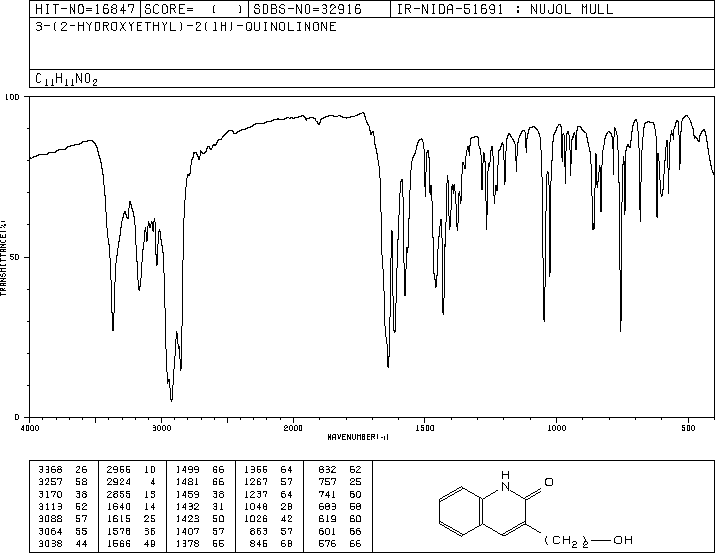 HIT-NO=16847 SCORE= ( ) SDBS-NO=32916 IR-NIDA-51691 : NUJOL MULL
3-(2-HYDROXYETHYL)-2(1H)-QUINOLINONE
C11H11NO2
100
50
0
TRANSMITTANCE(%)
4000 3000 2000 1500 1000 500
WAVENUMBER(-1)
3368 26 2956 10 1499 66 1355 64 832 62
3257 58 2924 4 1481 66 1267 57 757 25
3170 38 2855 15 1459 38 1237 64 741 60
3113 52 1640 14 1432 31 1048 28 683 58
3088 57 1615 25 1423 50 1026 42 619 60
3064 55 1578 36 1407 57 863 57 601 66
3038 44 1566 49 1378 55 846 68 576 66
H
N
O
(CH2)2 OH